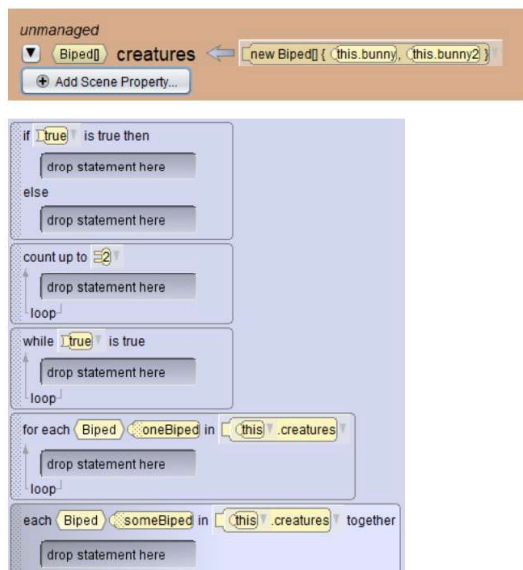 unmanaged
Biped[] creatures new Biped[] { this.bunny, this.bunny2 }
Add Scene Property...
if true is true then
drop statement here
else
drop statement here
count up to 2
drop statement here
loop
while true is true
drop statement here
loop
for each Biped oneBiped in this .creatures
drop statement here
loop
each Biped someBiped in this .creatures together
drop statement here